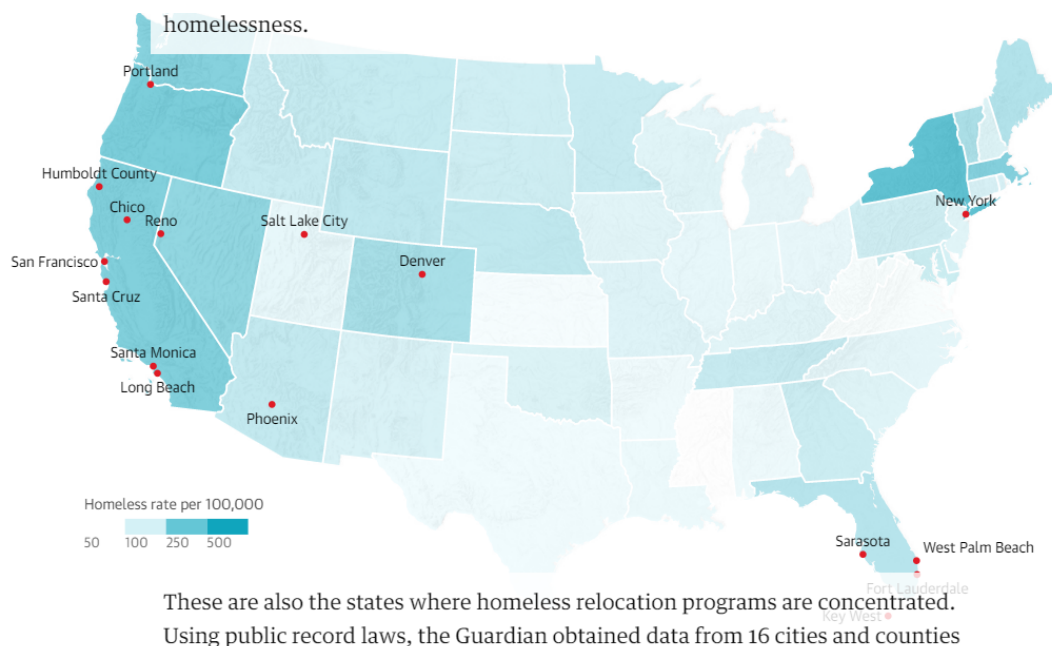 homelessness.
Portland
Humboldt County
Chico
Reno
Salt Lake City
New York
San Francisco
Denver
Santa Cruz
Santa Monica
Long Beach
Phoenix
Homeless rate per 100,000
50 100 250 500
Sarasota
West Palm Beach
Fort Lauderdale
These are also the states where homeless relocation programs are concentrated.
Key West
Using public record laws, the Guardian obtained data from 16 cities and counties